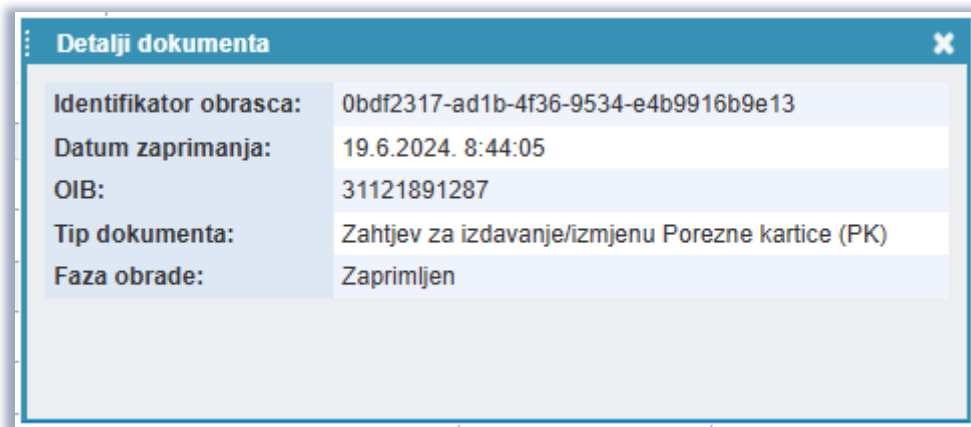 Detalji dokumenta
Identifikator obrasca: 0bdf2317-ad1b-4f36-9534-e4b9916b9e13
Datum zaprimanja: 19.6.2024. 8:44:05
OIB: 31121891287
Tip dokumenta: Zahtjev za izdavanje/izmjenu Porezne kartice (PK)
Faza obrade: Zaprimljen